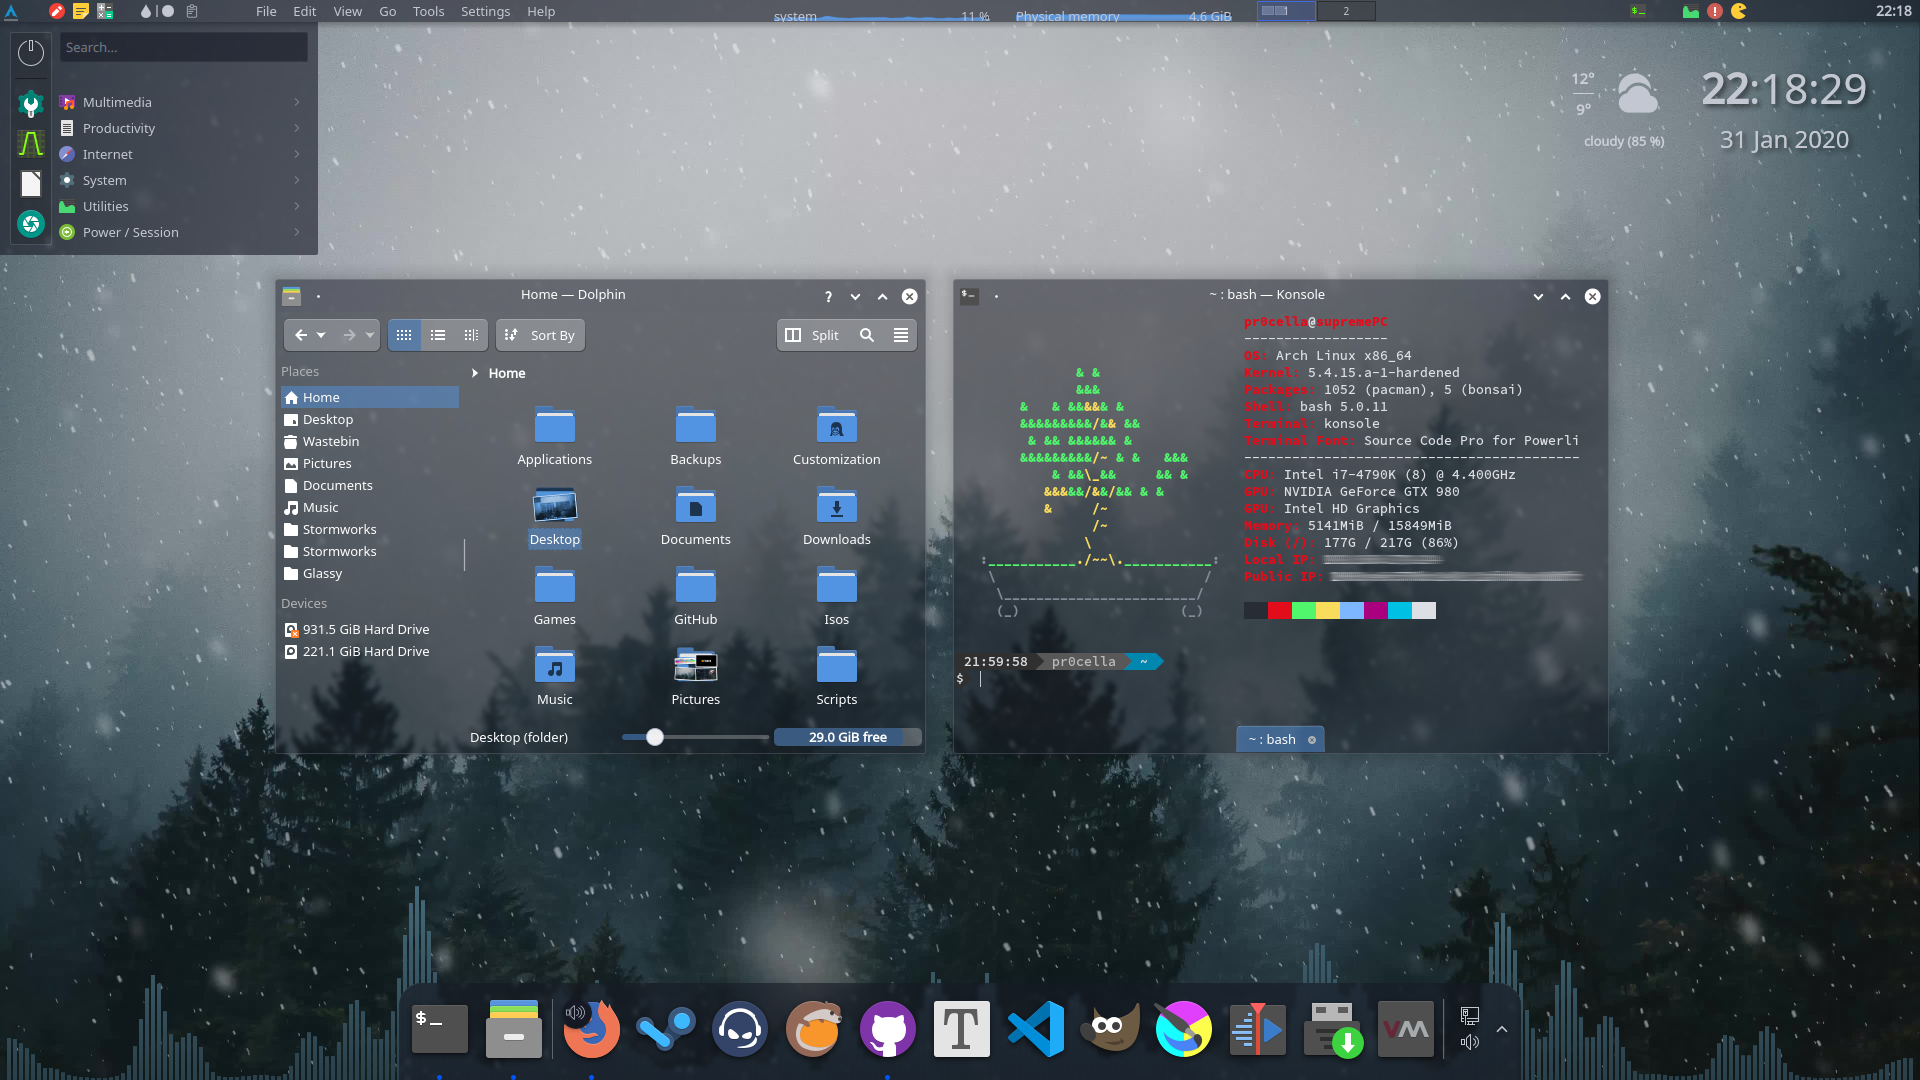 File Edit View Go Tools Settings Help
system 11 % Physical memory 4.6 GiB
1 2
22:18
Search...
Multimedia
Productivity
Internet
System
Utilities
Power / Session
12°
9°
cloudy (85 %)
22:18:29
31 Jan 2020
Home — Dolphin
?
Sort By
Split
Places
Home
Desktop
Wastebin
Pictures
Documents
Music
Stormworks
Stormworks
Glassy
Devices
931.5 GiB Hard Drive
221.1 GiB Hard Drive
Home
Applications Backups Customization
Desktop Documents Downloads
Games GitHub Isos
Music Pictures Scripts
Desktop (folder) 29.0 GiB free
~ : bash — Konsole
pr0cella@supremePC
------------------
OS: Arch Linux x86_64
Kernel: 5.4.15.a-1-hardened
Packages: 1052 (pacman), 5 (bonsai)
Shell: bash 5.0.11
Terminal: konsole
Terminal Font: Source Code Pro for Powerli
------------------------------------------
CPU: Intel i7-4790K (8) @ 4.400GHz
GPU: NVIDIA GeForce GTX 980
GPU: Intel HD Graphics
Memory: 5141MiB / 15849MiB
Disk (/): 177G / 217G (86%)
Local IP:
Public IP:
21:59:58 pr0cella ~
$
~ : bash
$_
T
VM